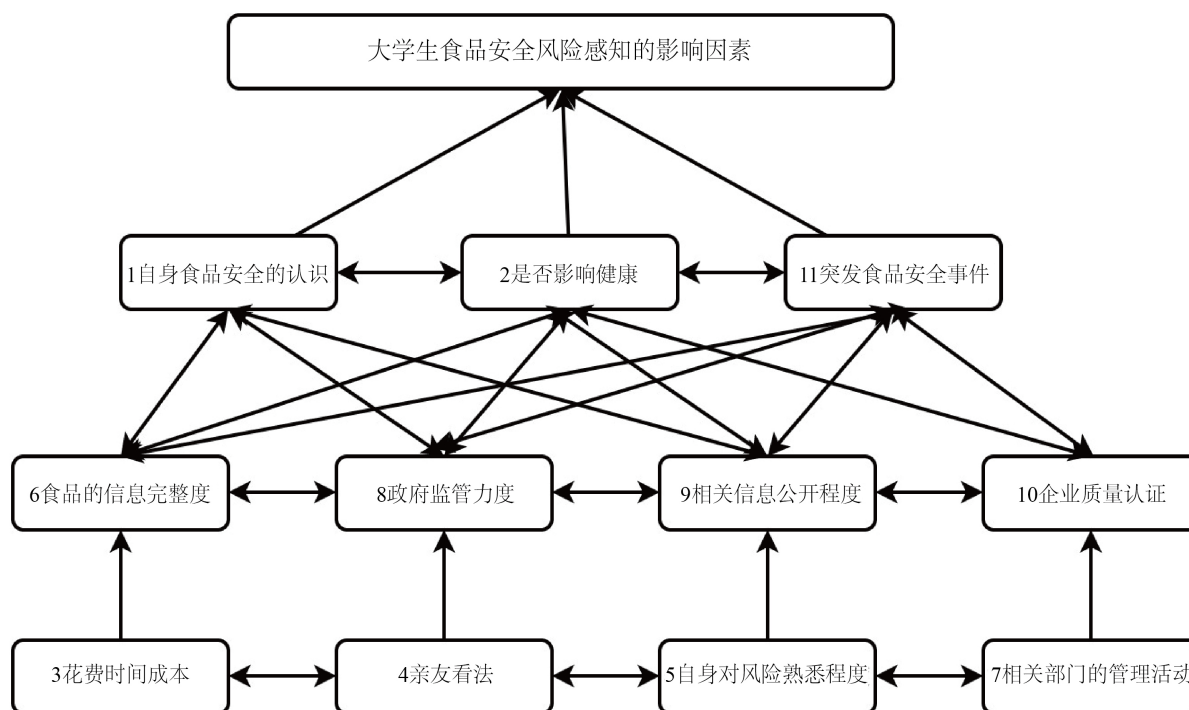 大学生食品安全风险感知的影响因素
1自身食品安全的认识
2是否影响健康
11突发食品安全事件
6食品的信息完整度
8政府监管力度
9相关信息公开程度
10企业质量认证
3花费时间成本
4亲友看法
5自身对风险熟悉程度
7相关部门的管理活动